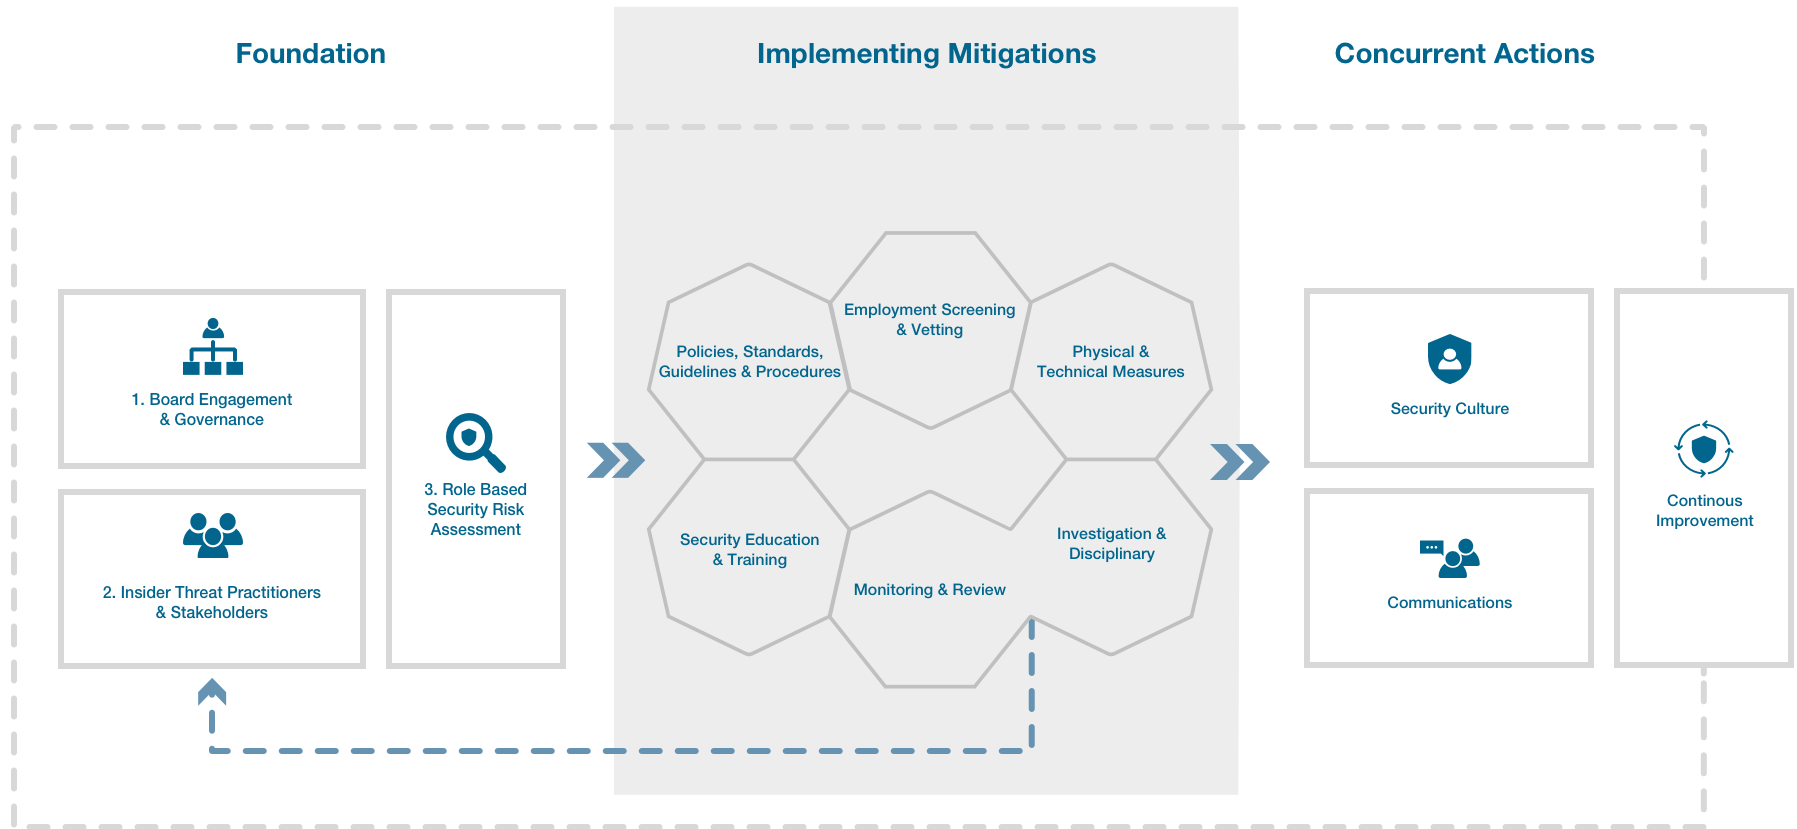 Foundation
Implementing Mitigations
Concurrent Actions
1. Board Engagement
& Governance
2. Insider Threat Practitioners
& Stakeholders
3. Role Based
Security Risk
Assessment
Policies, Standards,
Guidelines & Procedures
Employment Screening
& Vetting
Physical &
Technical Measures
Security Education
& Training
Monitoring & Review
Investigation &
Disciplinary
Security Culture
Communications
Continous
Improvement